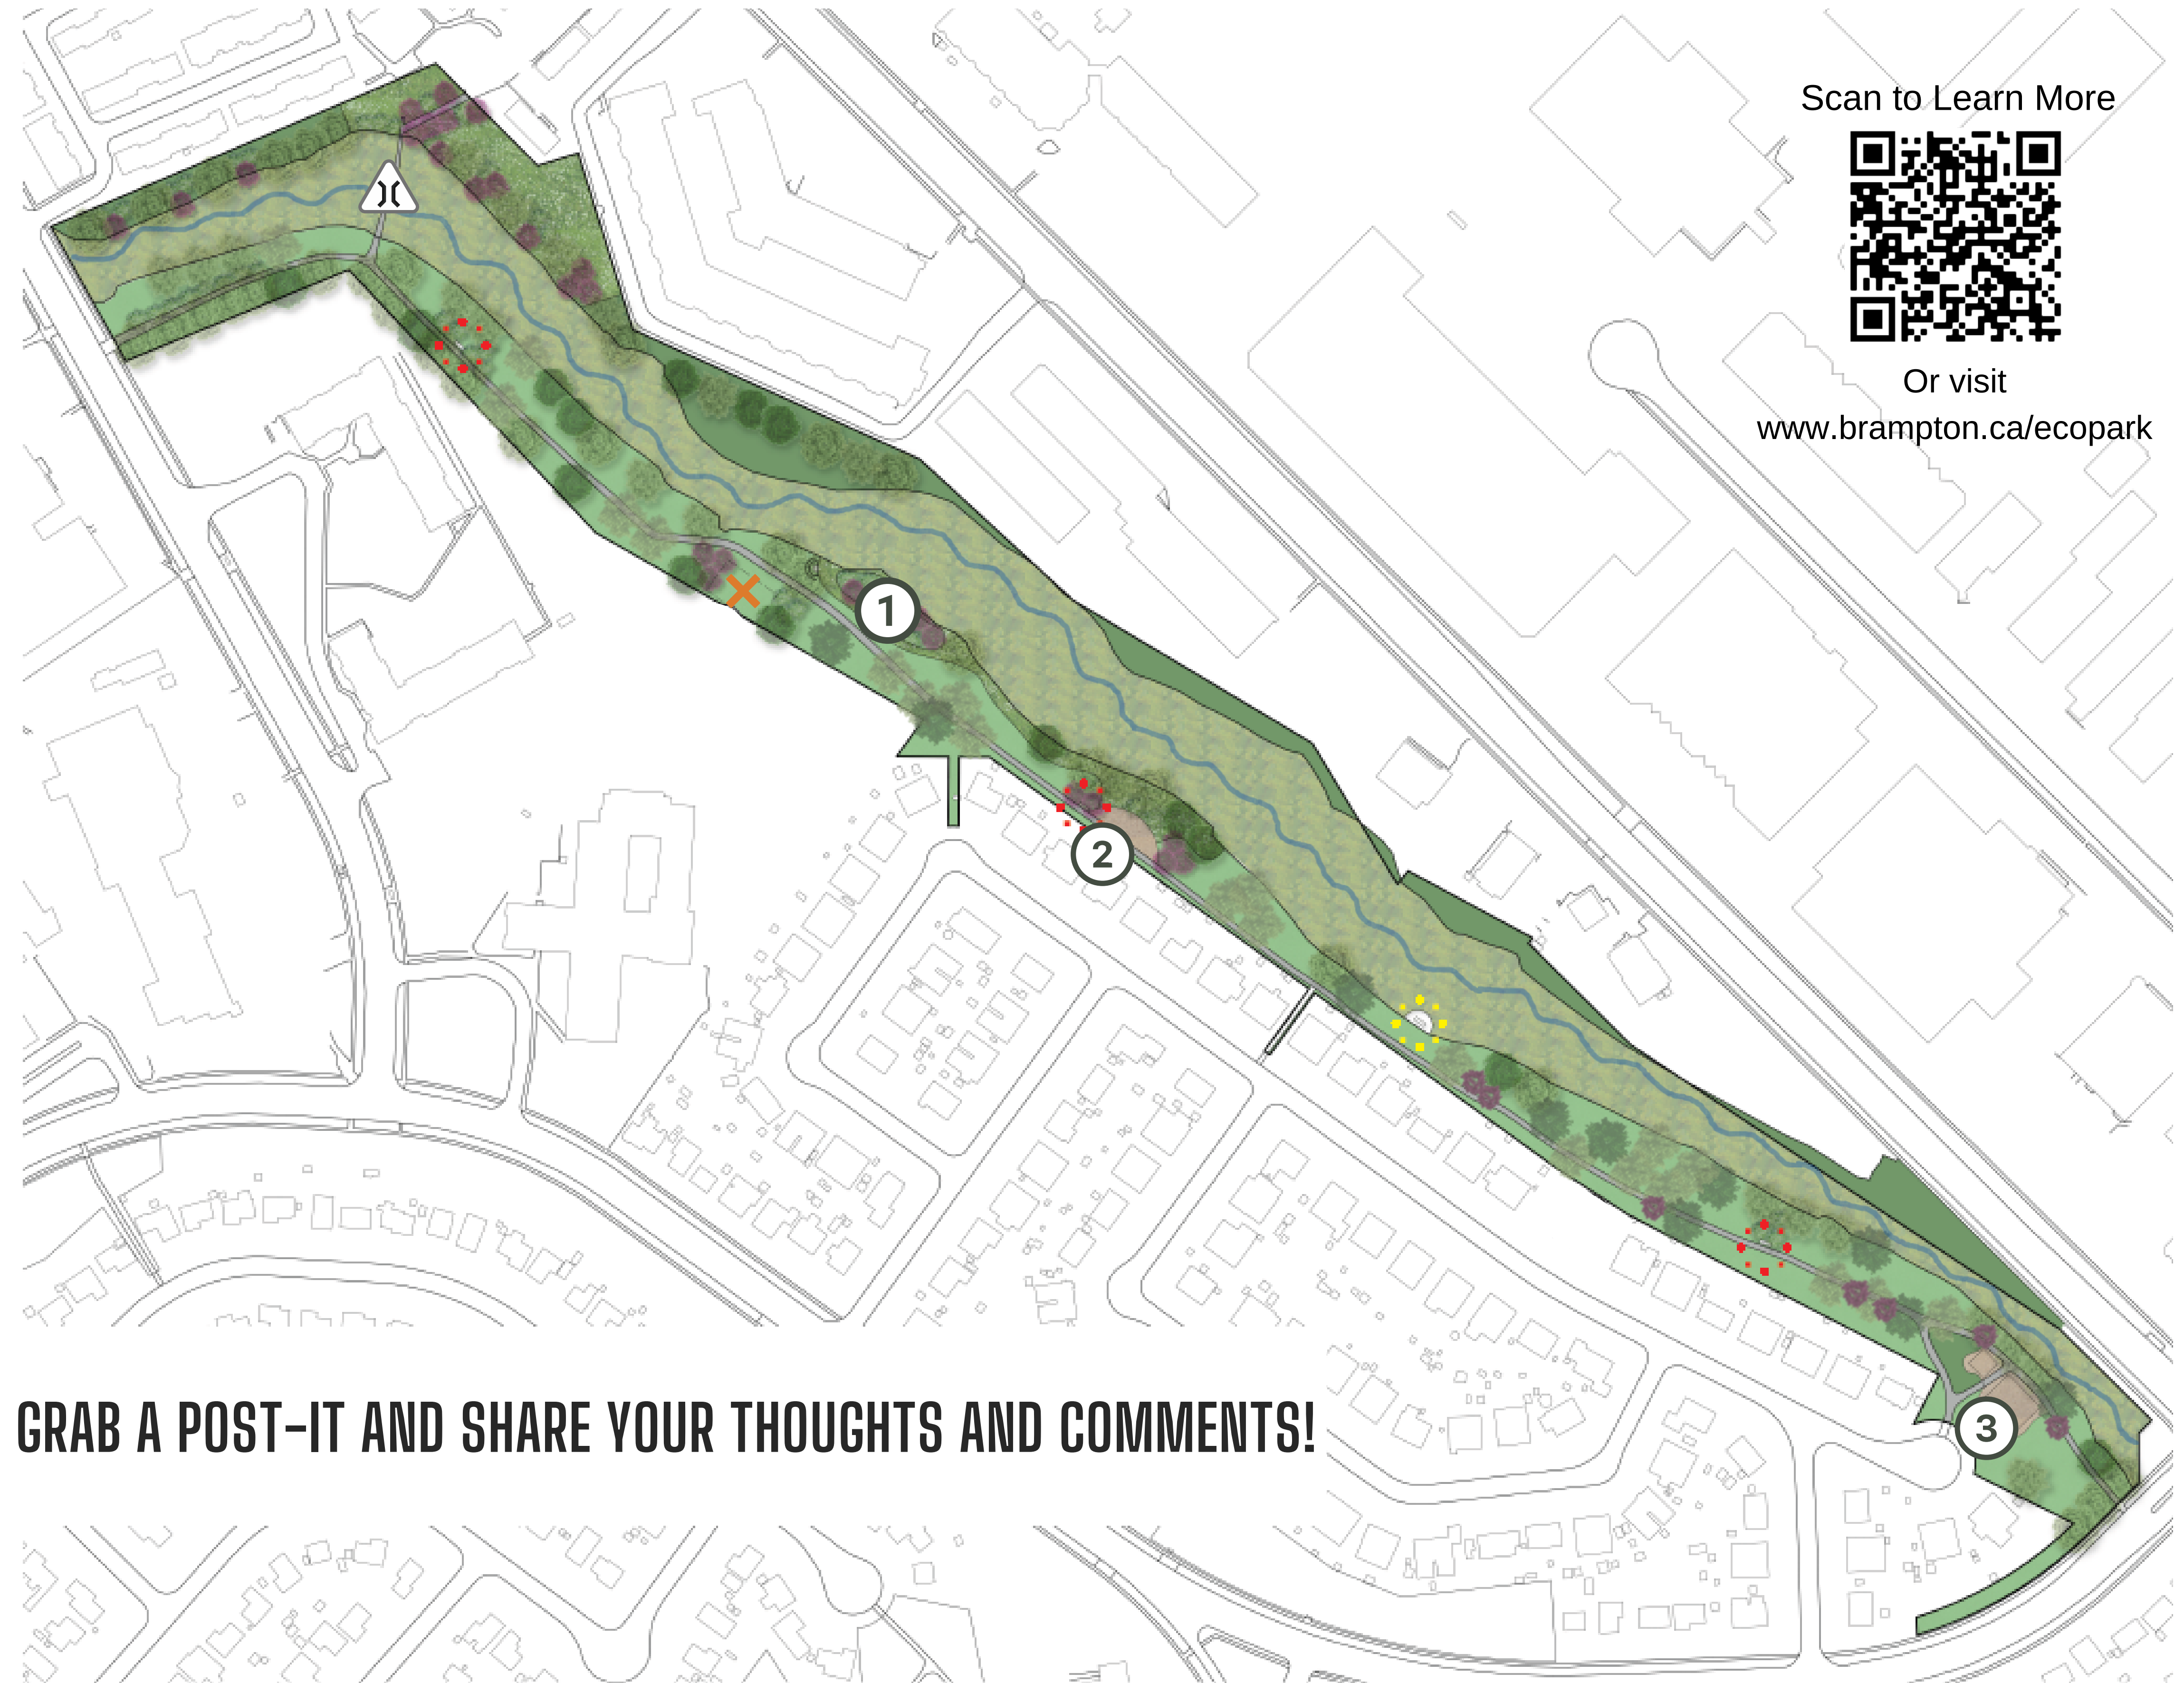 Scan to Learn More
Or visit
www.brampton.ca/ecopark
1
2
3
GRAB A POST-IT AND SHARE YOUR THOUGHTS AND COMMENTS!